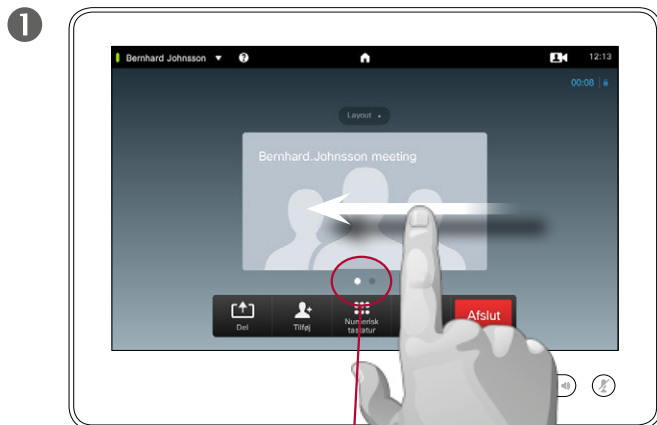 1
Bernhard Johnsson
?
12:13
00:08
Layout
Bernhard.Johnsson meeting
Del
Tilføj
Numerisk
tastatur
Afslut